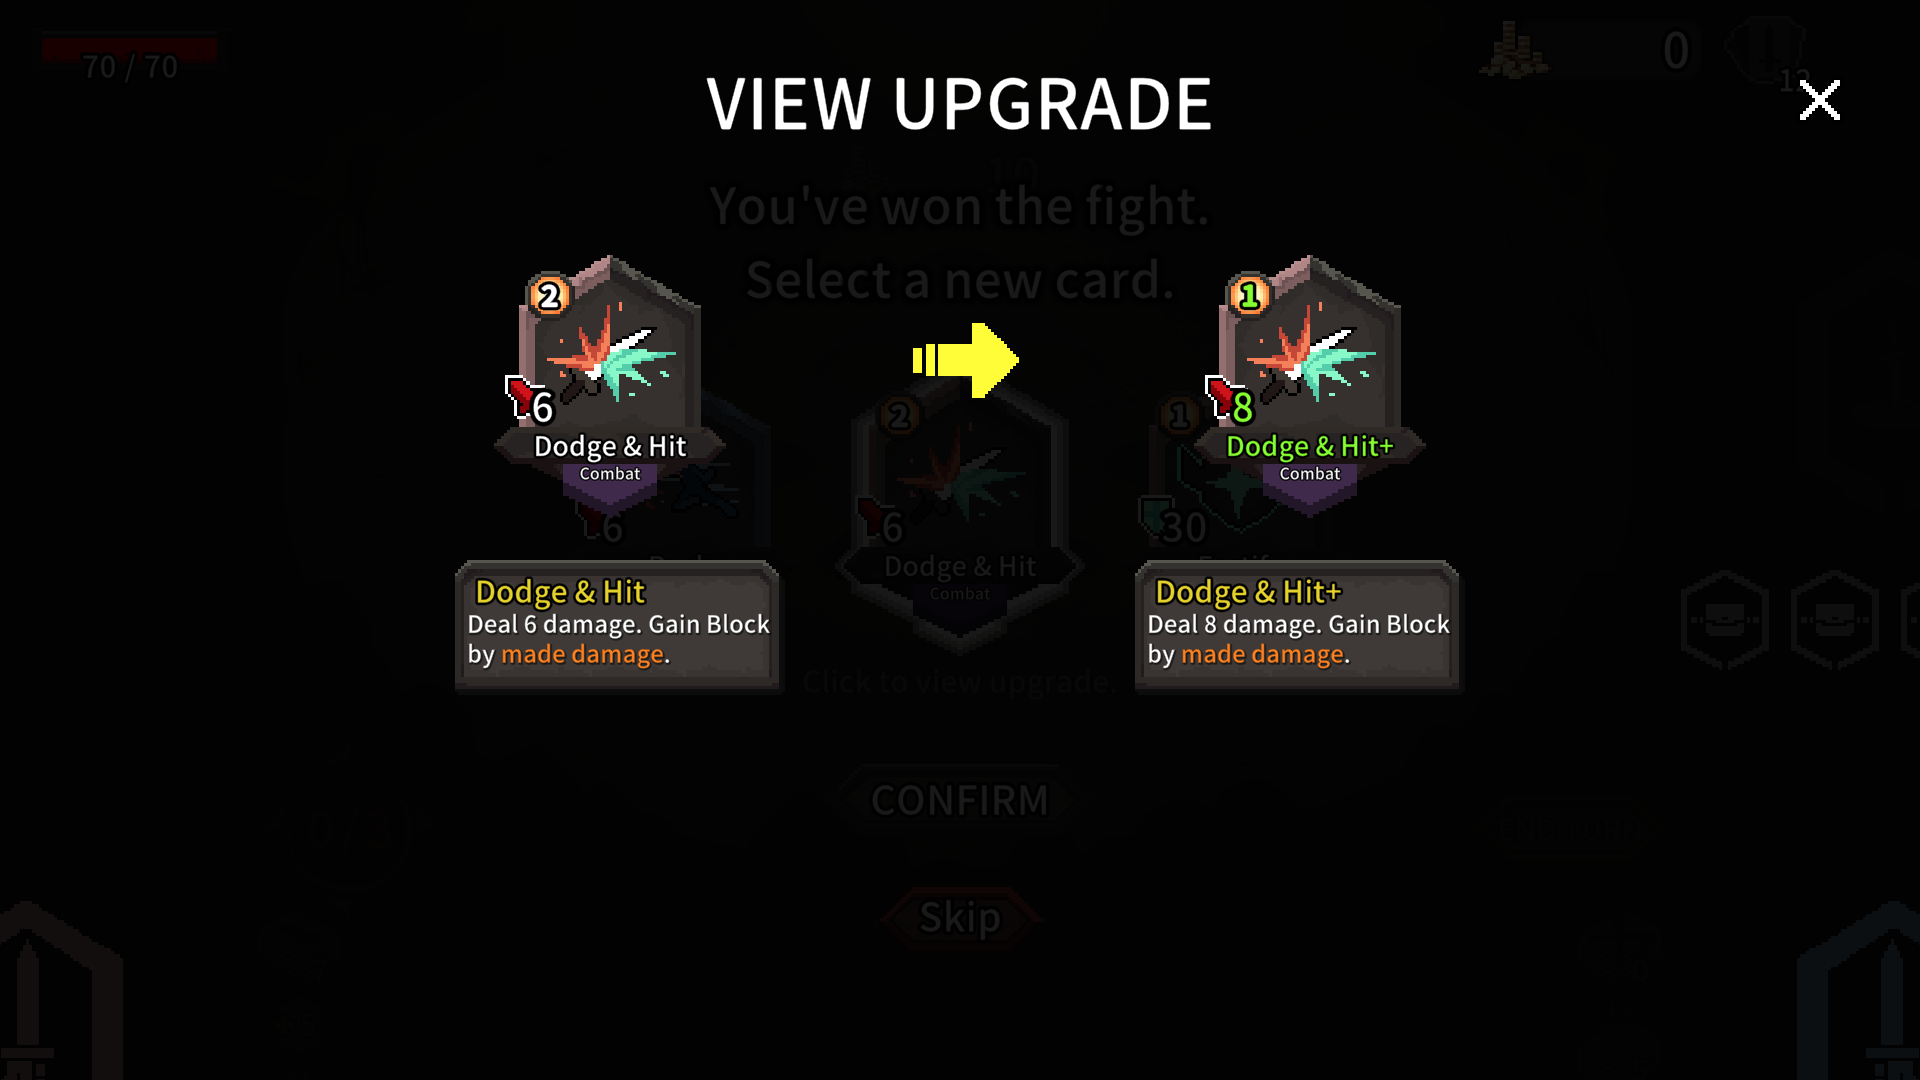 70 / 70
0
VIEW UPGRADE
You've won the fight.
Select a new card.
2
1
6
8
Dodge & Hit
Combat
Dodge & Hit+
Combat
2
1
6
6
30
Dodge & Hit
Combat
Dodge & Hit
Deal 6 damage. Gain Block
by made damage.
Dodge & Hit+
Deal 8 damage. Gain Block
by made damage.
Click to view upgrade.
CONFIRM
Skip